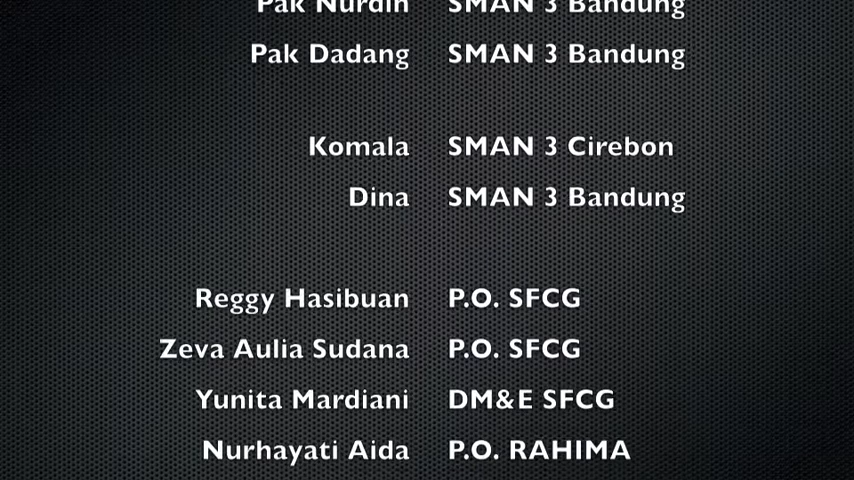 Pak Nurdin SMAN 3 Bandung
Pak Dadang SMAN 3 Bandung
Komala SMAN 3 Cirebon
Dina SMAN 3 Bandung
Reggy Hasibuan P.O. SFCG
Zeva Aulia Sudana P.O. SFCG
Yunita Mardiani DM&E SFCG
Nurhayati Aida P.O. RAHIMA